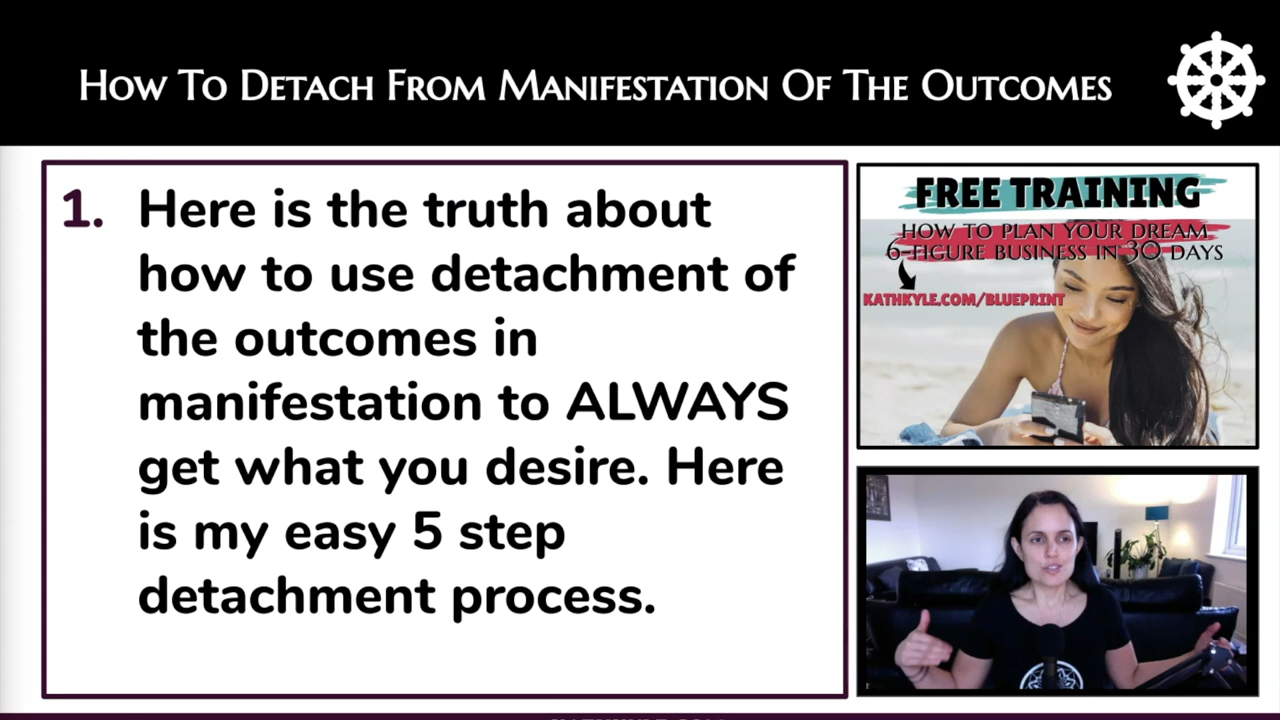 How To Detach From Manifestation Of The Outcomes
1. Here is the truth about
how to use detachment of
the outcomes in
manifestation to ALWAYS
get what you desire. Here
is my easy 5 step
detachment process.
FREE TRAINING
HOW TO PLAN YOUR DREAM
6-FIGURE BUSINESS IN 30 DAYS
KATHKYLE.COM/BLUEPRINT